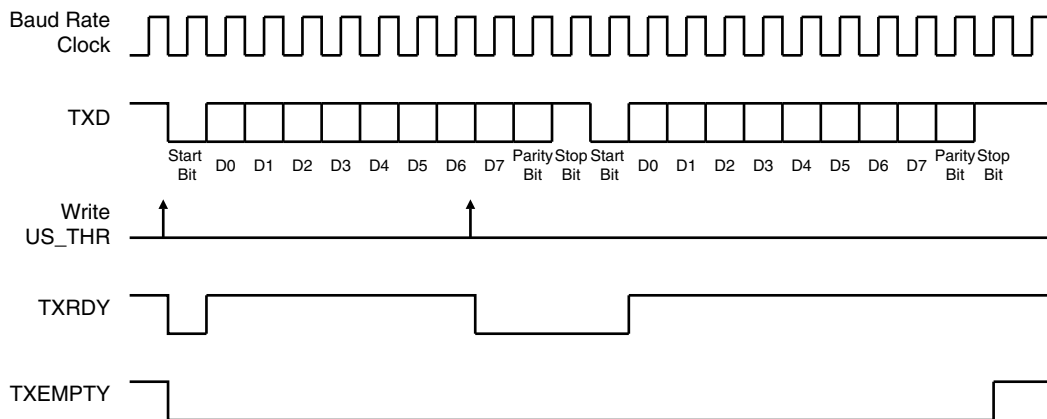 Baud Rate
Clock
TXD
Start
Bit
D0
D1
D2
D3
D4
D5
D6
D7
Parity
Bit
Stop
Bit
Start
Bit
D0
D1
D2
D3
D4
D5
D6
D7
Parity
Bit
Stop
Bit
Write
US_THR
TXRDY
TXEMPTY